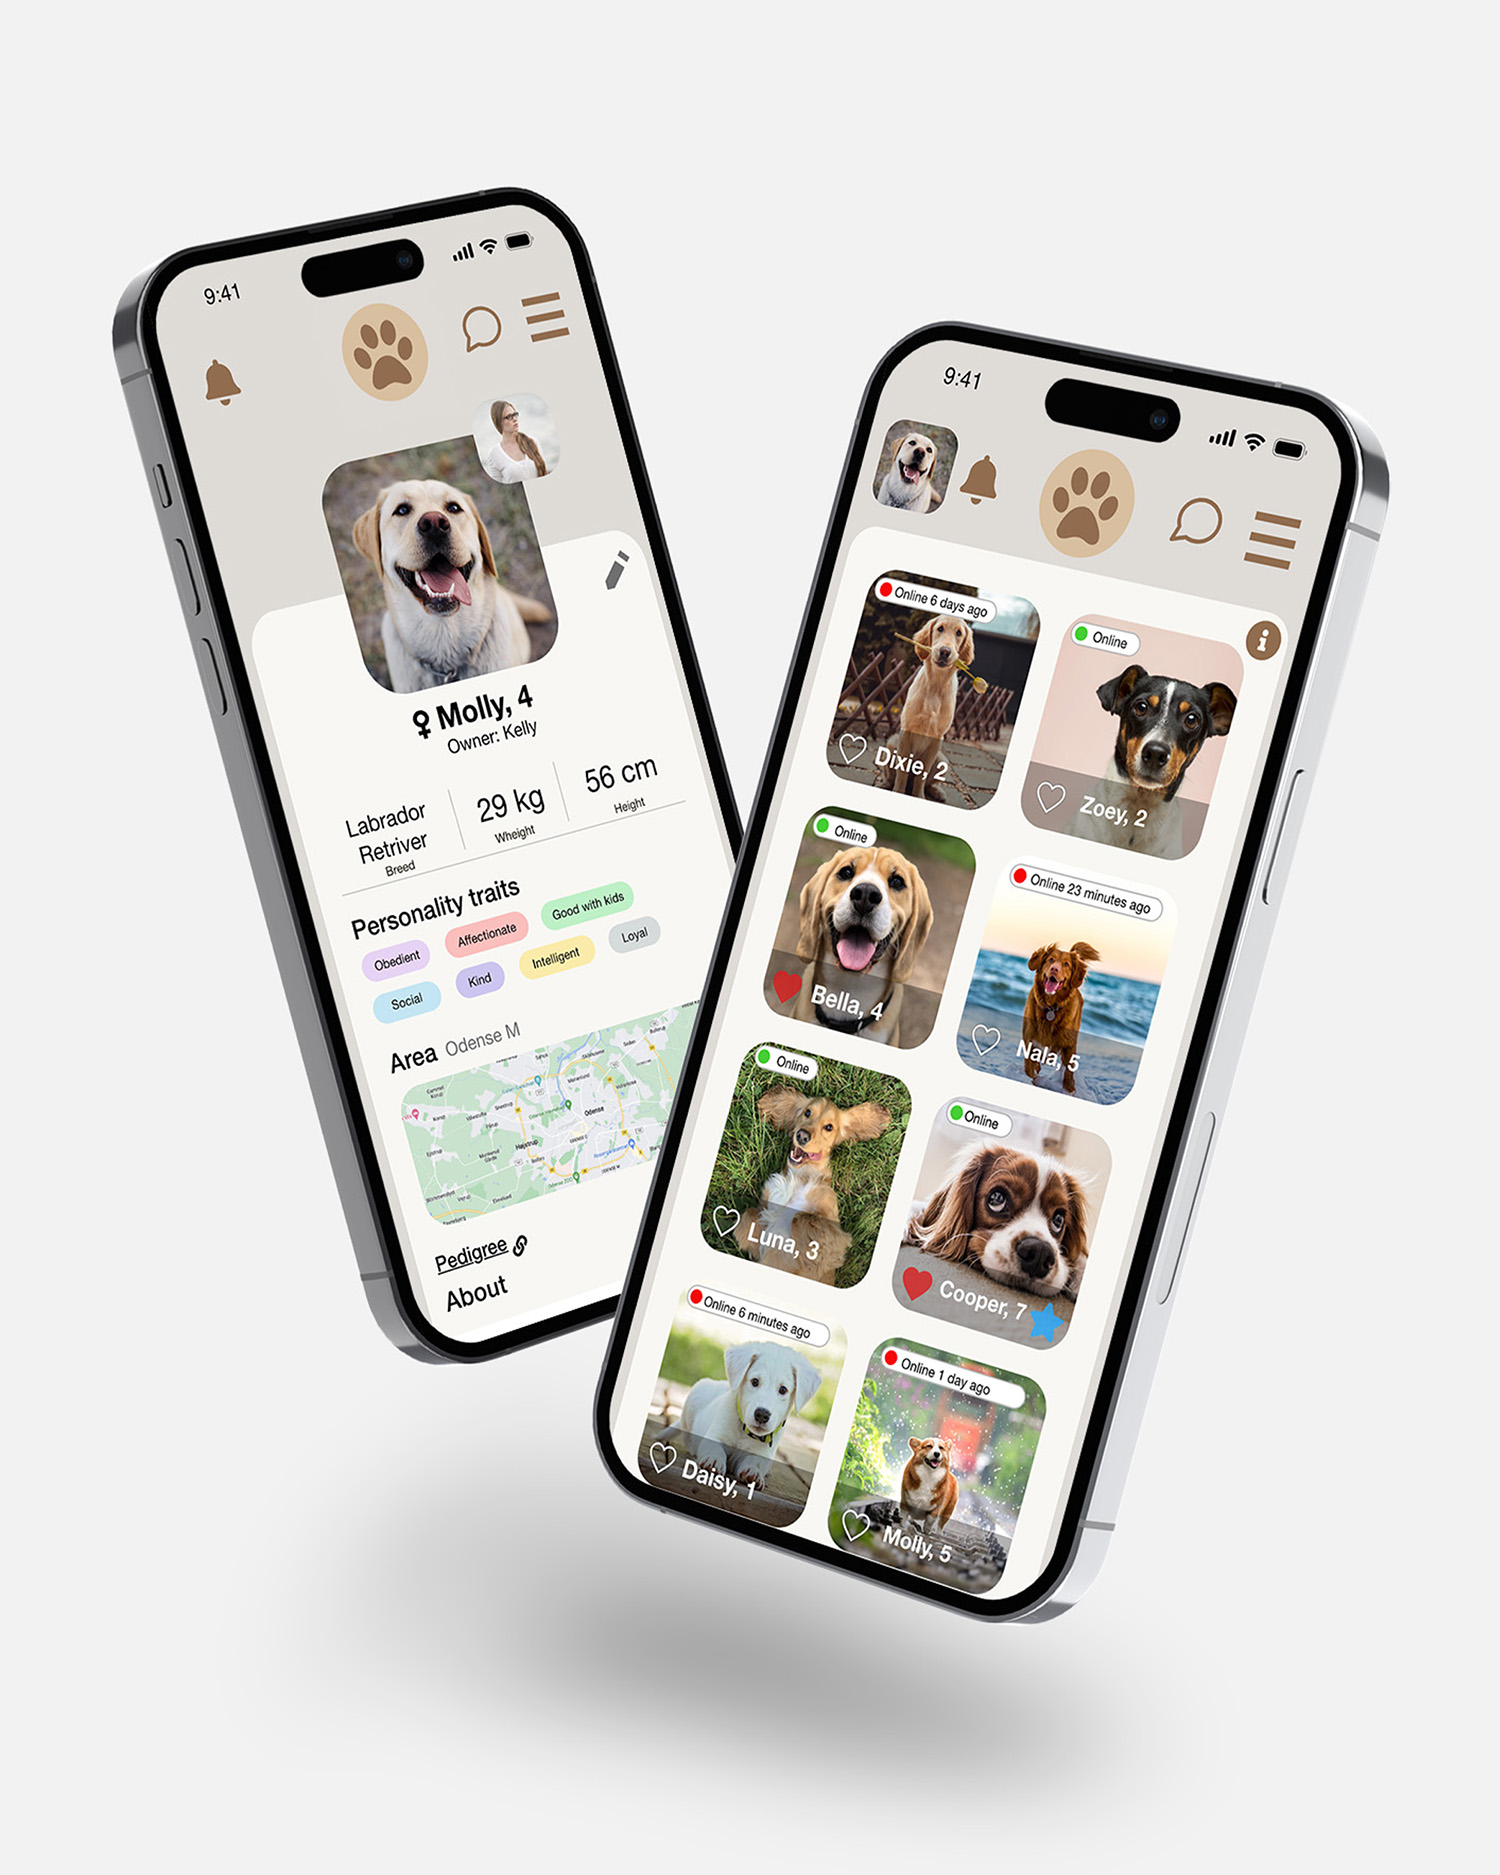 9:41
♀ Molly, 4
Owner: Kelly
Labrador
Retriver
Breed
29 kg
Wheight
56 cm
Height
Personality traits
Obedient
Affectionate
Good with kids
Social
Kind
Intelligent
Loyal
Area Odense M
Odense
Højstrup
Pedigree
About
9:41
Online 6 days ago
Dixie, 2
Online
Zoey, 2
Online
Bella, 4
Online 23 minutes ago
Nala, 5
Online
Luna, 3
Online
Cooper, 7
Online 6 minutes ago
Daisy, 1
Online 1 day ago
Molly, 5